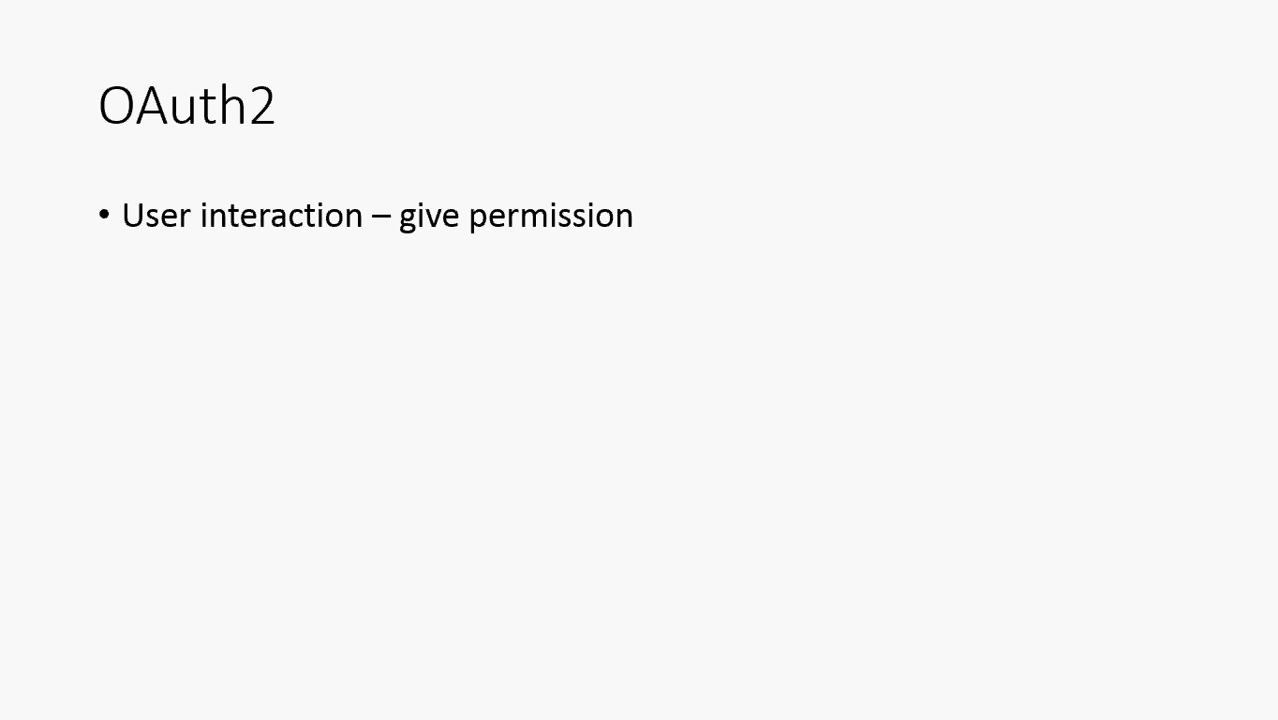 OAuth2
• User interaction – give permission